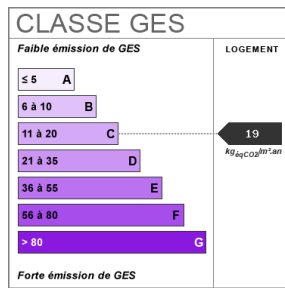 CLASSE GES
Faible émission de GES
LOGEMENT
≤ 5 A
6 à 10 B
11 à 20 C
19
kgéqCO2/m².an
21 à 35 D
36 à 55 E
56 à 80 F
> 80 G
Forte émission de GES